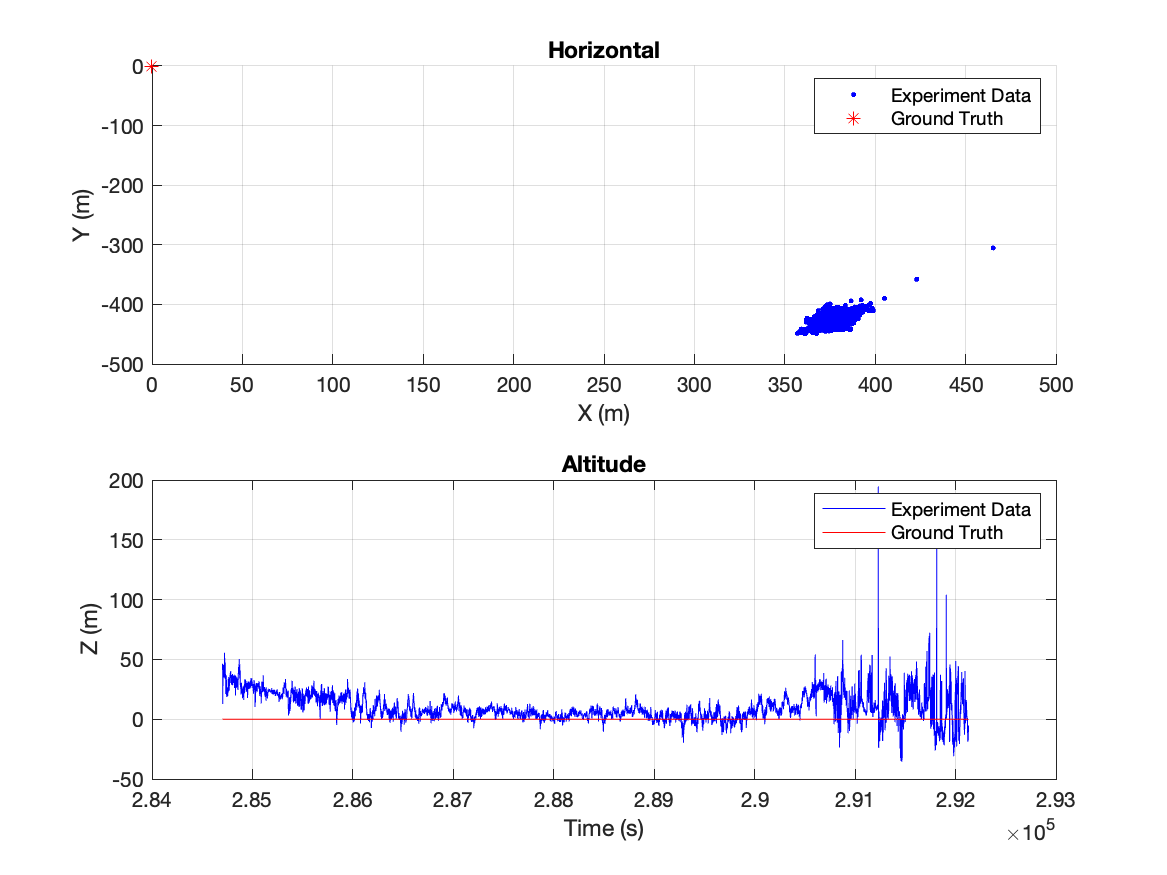 Horizontal
0
-100
-200
-300
-400
-500
Y (m)
Experiment Data
Ground Truth
0 50 100 150 200 250 300 350 400 450 500
X (m)
Altitude
200
150
100
50
0
-50
Z (m)
Experiment Data
Ground Truth
2.84 2.85 2.86 2.87 2.88 2.89 2.9 2.91 2.92 2.93
Time (s)
×10⁵